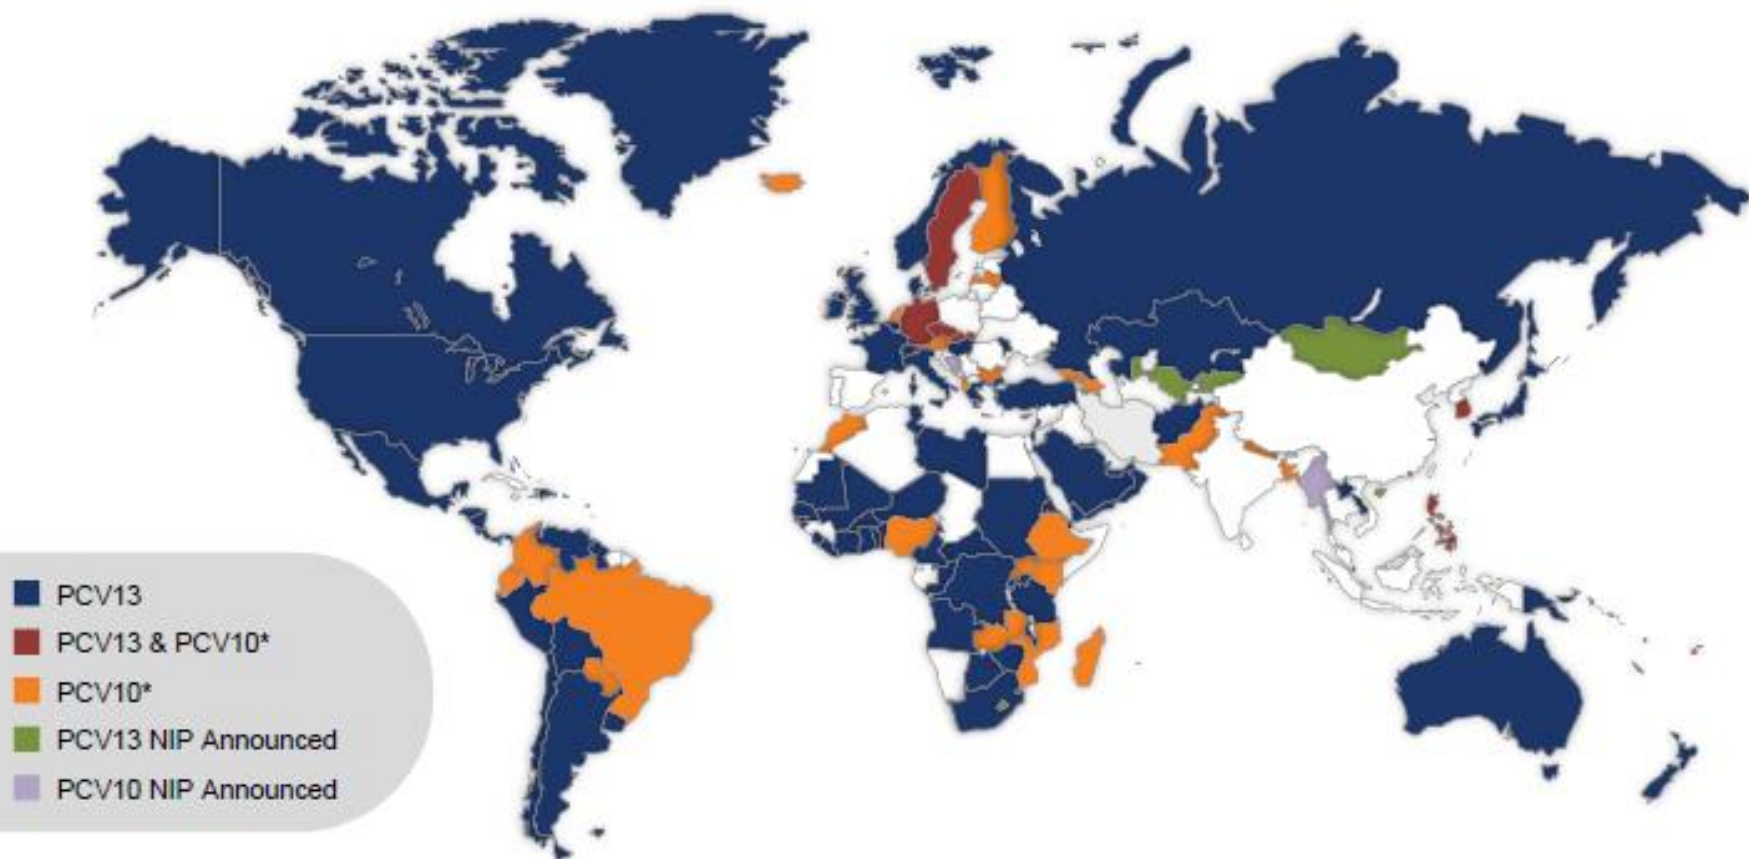 PCV13
PCV13 & PCV10*
PCV10*
PCV13 NIP Announced
PCV10 NIP Announced